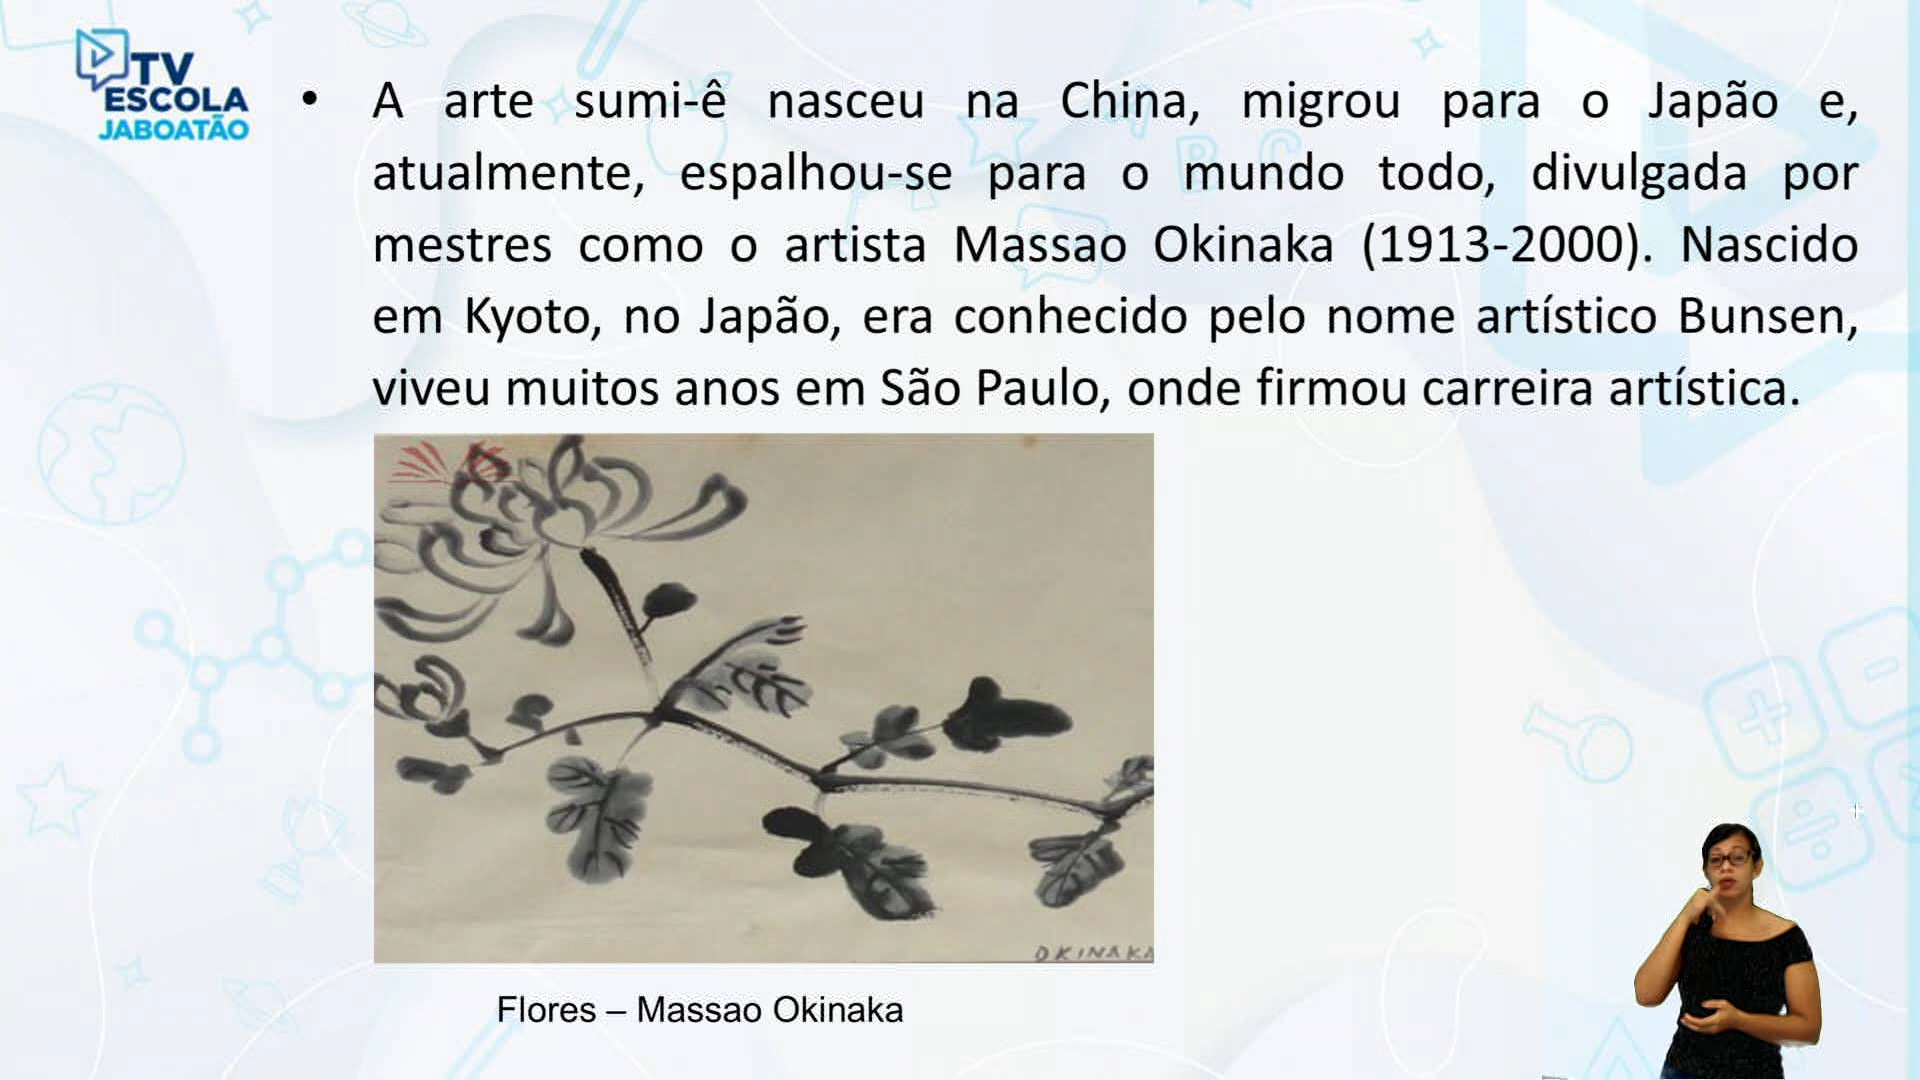 TV
ESCOLA
JABOATÃO
• A arte sumi-ê nasceu na China, migrou para o Japão e,
atualmente, espalhou-se para o mundo todo, divulgada por
mestres como o artista Massao Okinaka (1913-2000). Nascido
em Kyoto, no Japão, era conhecido pelo nome artístico Bunsen,
viveu muitos anos em São Paulo, onde firmou carreira artística.
OKINAKA
Flores – Massao Okinaka